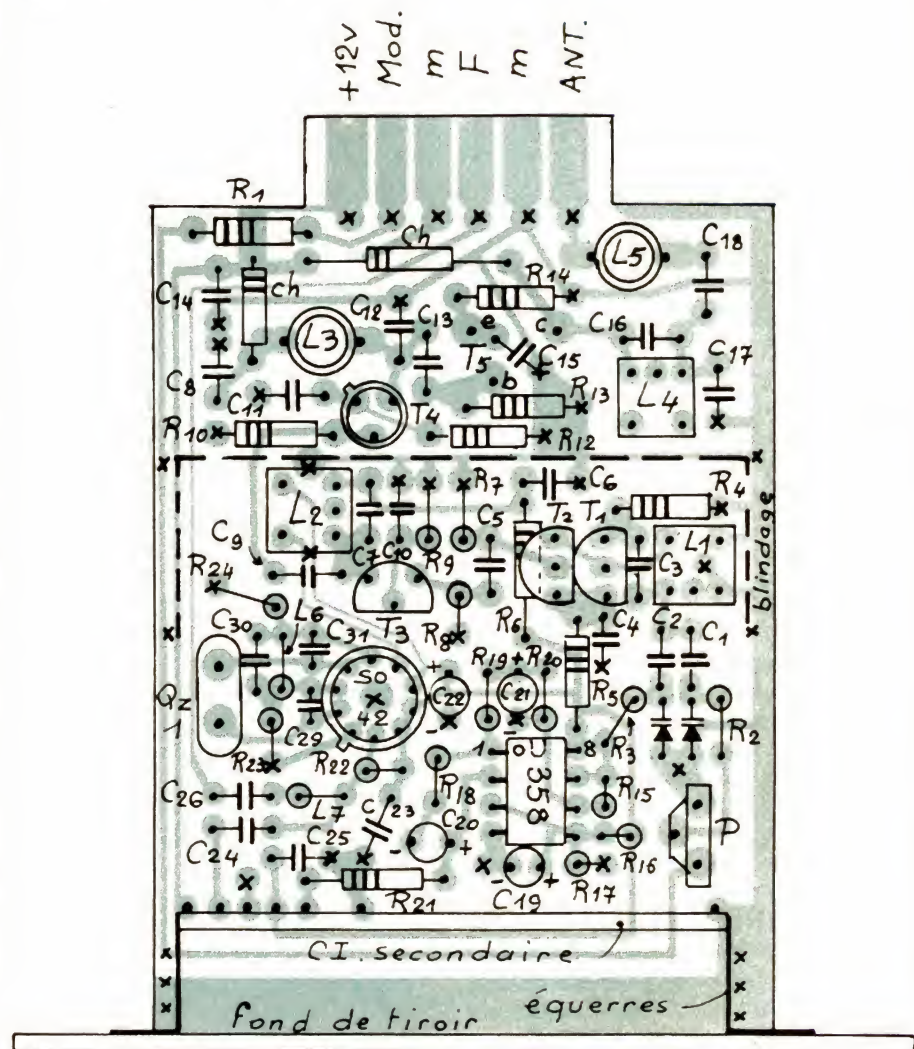 +12v Mod. m F m ANT.
R1
Ch
L5
C18
R14
C14
ch
C12
C13
e
c
C16
L3
T5
C15
C17
C8
b
L4
C11
T4
R13
R10
R12
R7
C6
R4
L2
C5
T2
T1
L1
C9
C7
C10
R9
C3
blindage
R24
L6
T3
R8
R6
C4
C2
C1
C30
C31
+
R19
+
R20
SO
42
C22
C21
R5
Qz
1
C29
-
-
R3
R2
R23
R22
1
8
U 358
C26
L7
C23
R18
R15
P
C24
C25
C20
- +
R16
R21
- +
C19
R17
CI. secondaire
équerres
fond de tiroir